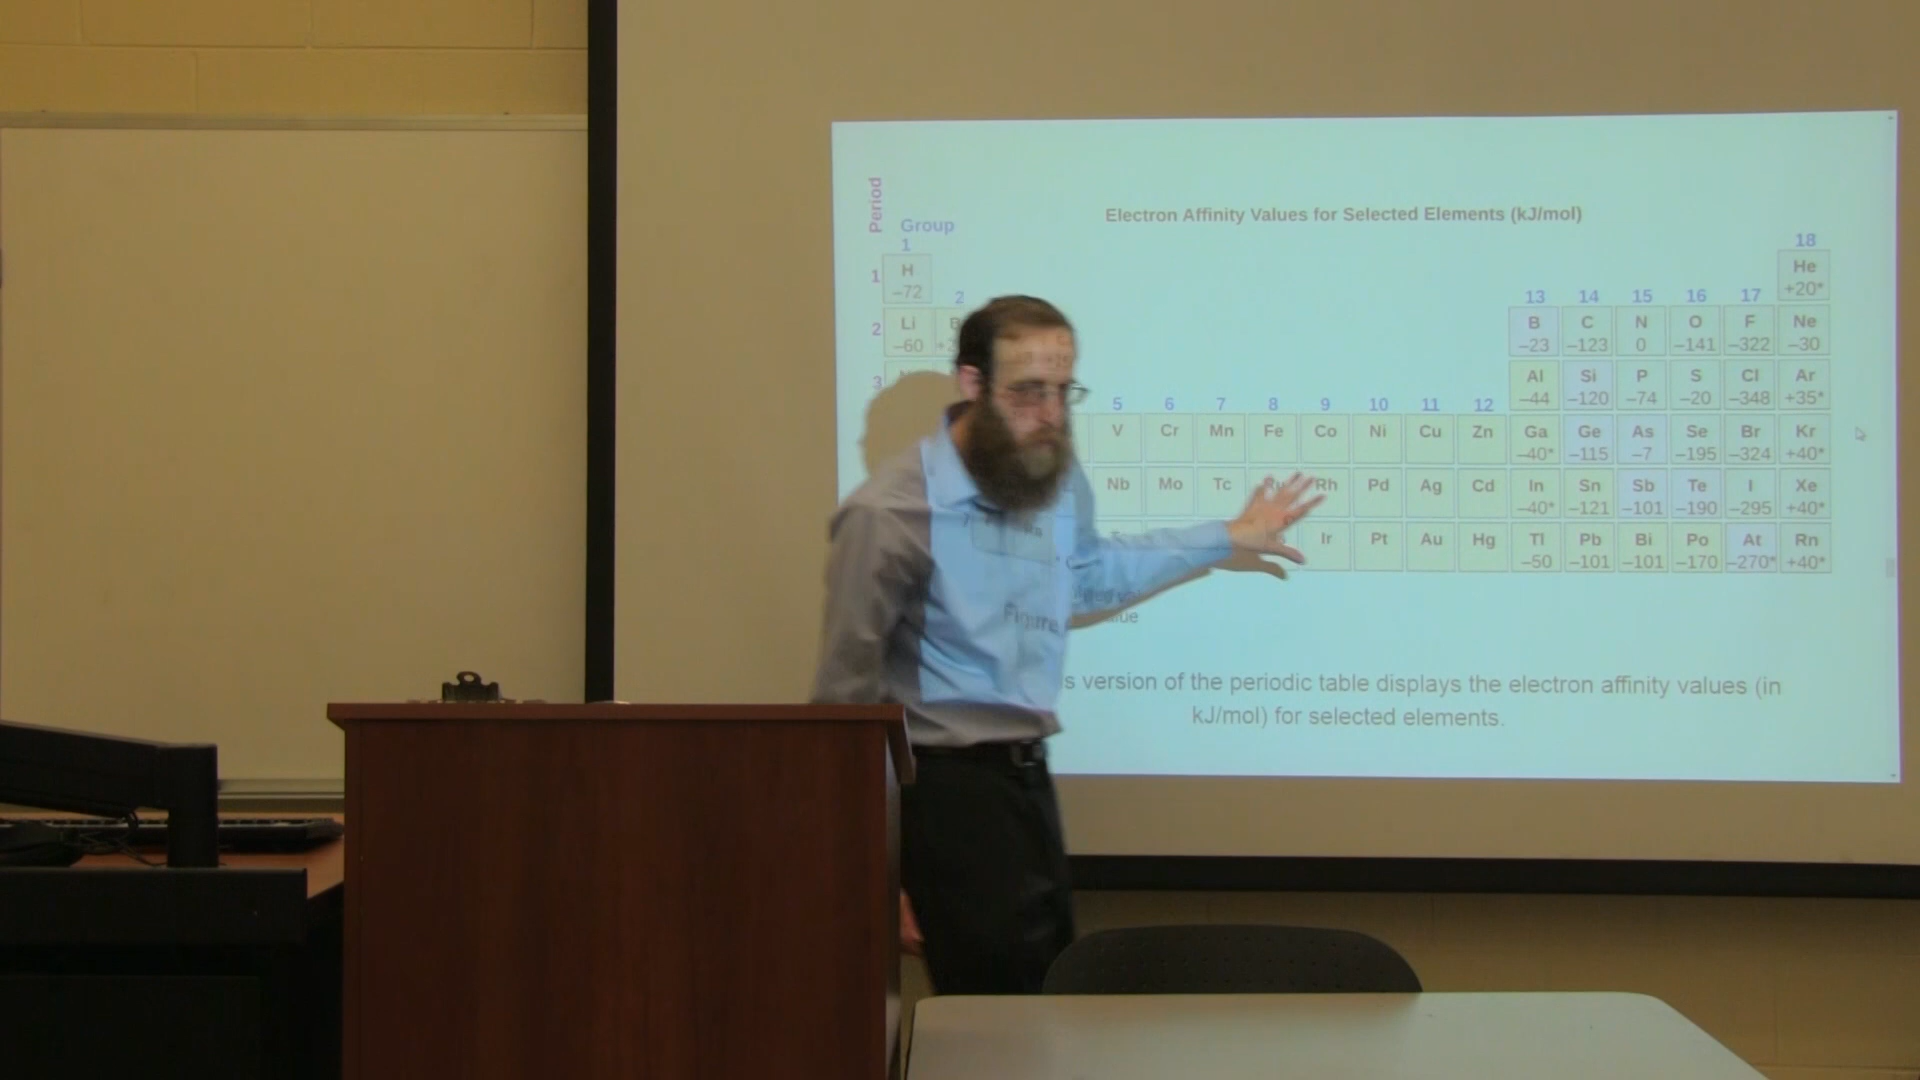 Electron Affinity Values for Selected Elements (kJ/mol)
Period
Group
1
18
1
H
–72
2
He
+20*
13 14 15 16 17
2
Li
–60
B
–23
C
–123
N
0
O
–141
F
–322
Ne
–30
3
Al
–44
Si
–120
P
–74
S
–20
Cl
–348
Ar
+35*
5 6 7 8 9 10 11 12
V Cr Mn Fe Co Ni Cu Zn
Ga
–40*
Ge
–115
As
–7
Se
–195
Br
–324
Kr
+40*
Nb Mo Tc Ru Rh Pd Ag Cd
In
–40*
Sn
–121
Sb
–101
Te
–190
I
–295
Xe
+40*
Ir Pt Au Hg
Tl
–50
Pb
–101
Bi
–101
Po
–170
At
–270*
Rn
+40*
Figure
s version of the periodic table displays the electron affinity values (in
kJ/mol) for selected elements.